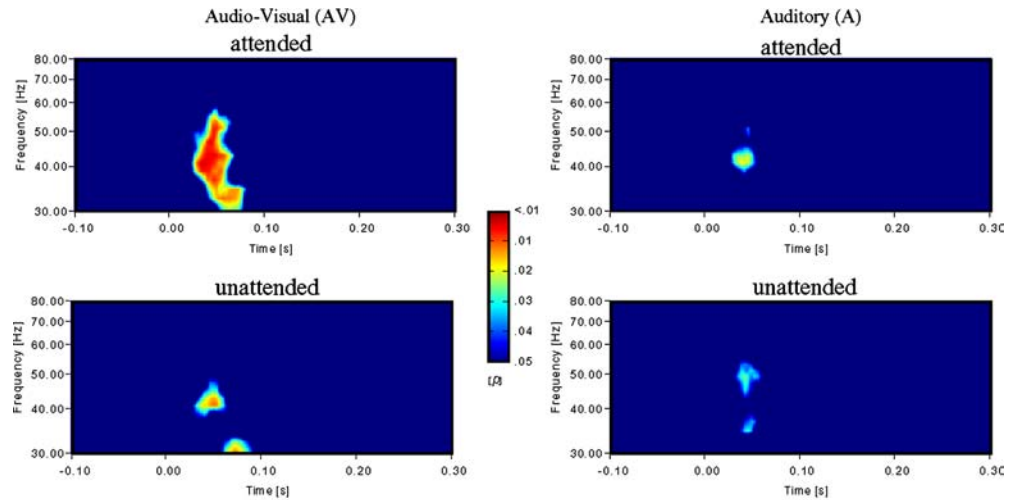 Audio-Visual (AV)
attended
80.00
70.00
60.00
50.00
40.00
30.00
Frequency [Hz]
-0.10 0.00 0.10 0.20 0.30
Time [s]
Auditory (A)
attended
80.00
70.00
60.00
50.00
40.00
30.00
Frequency [Hz]
-0.10 0.00 0.10 0.20 0.30
Time [s]
<.01
.01
.02
.03
.04
.05
[p]
unattended
80.00
70.00
60.00
50.00
40.00
30.00
Frequency [Hz]
-0.10 0.00 0.10 0.20 0.30
Time [s]
unattended
80.00
70.00
60.00
50.00
40.00
30.00
Frequency [Hz]
-0.10 0.00 0.10 0.20 0.30
Time [s]